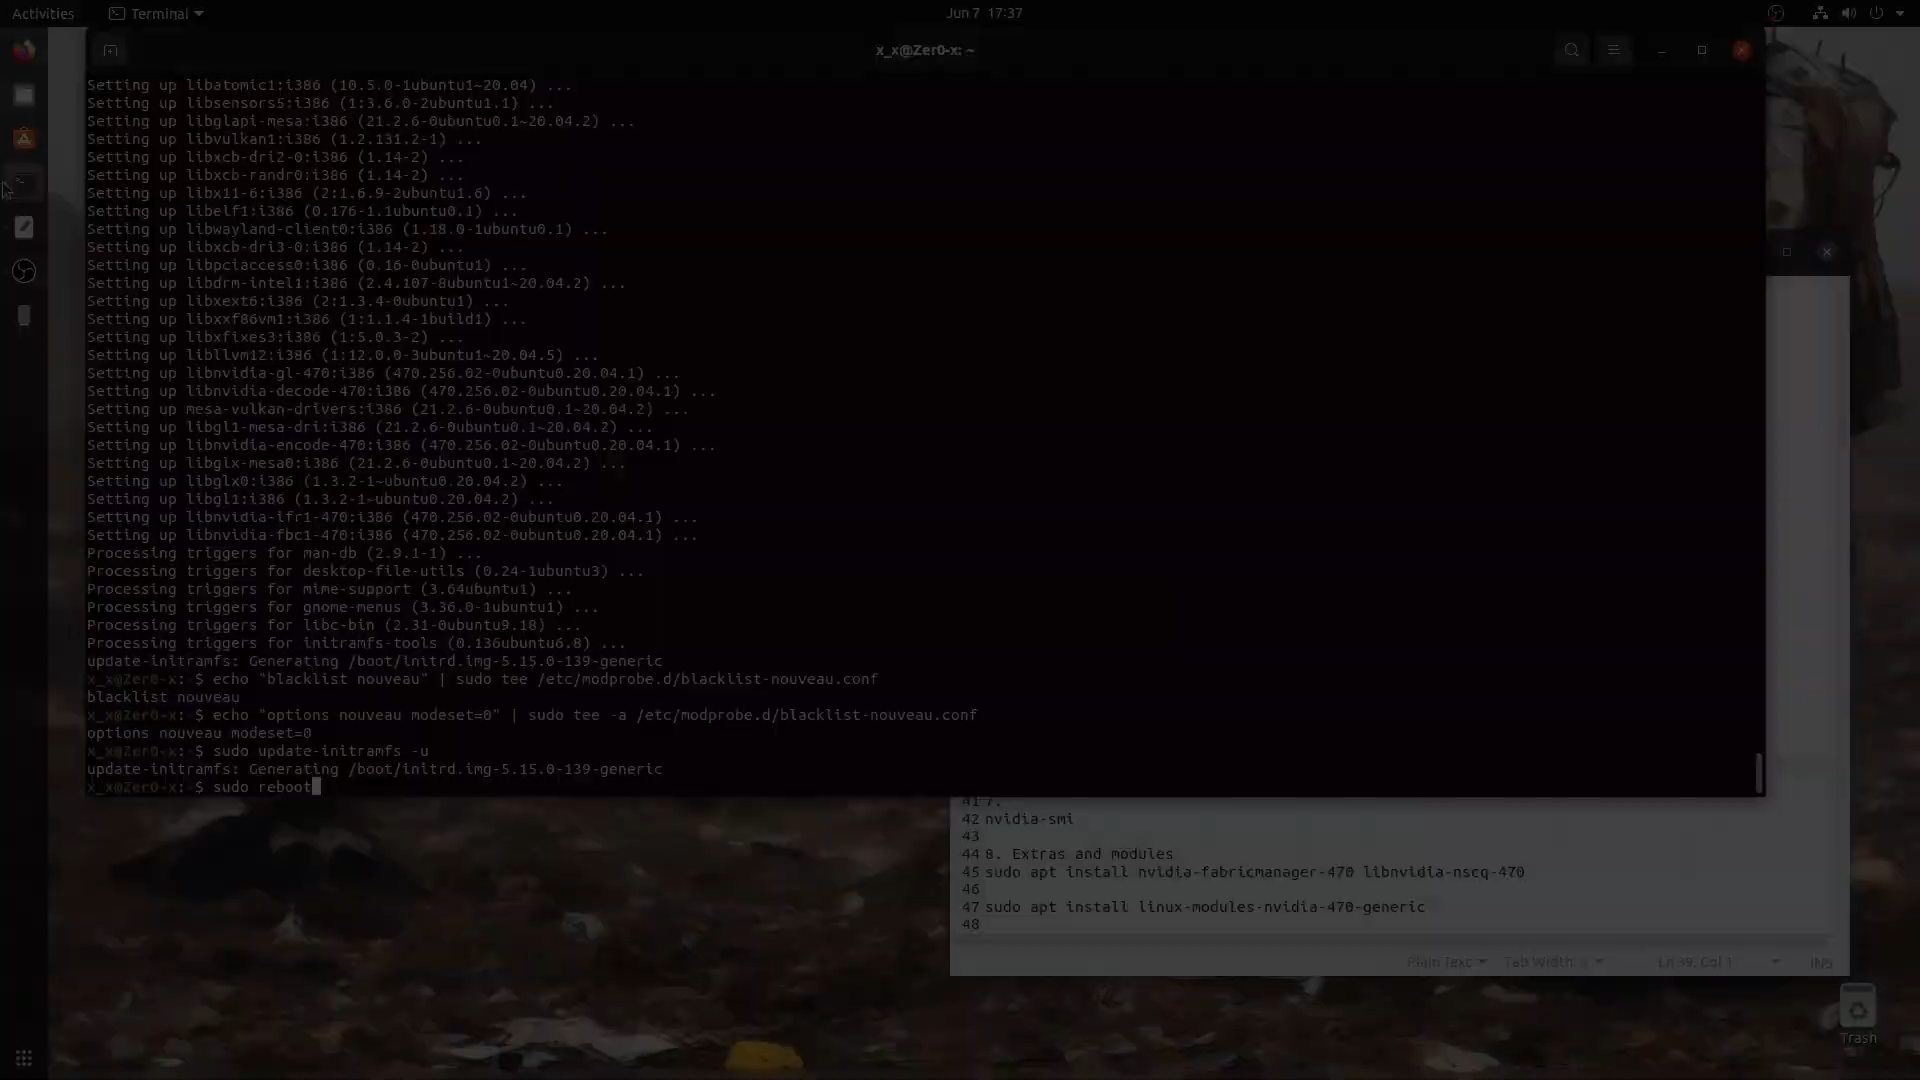 Activities
Terminal
Jun 7 17:37
x_x@Zer0-x: ~
Setting up libatomic1:i386 (10.5.0-1ubuntu1~20.04) ...
Setting up libsensors5:i386 (1:3.6.0-2ubuntu1.1) ...
Setting up libglapi-mesa:i386 (21.2.6-0ubuntu0.1~20.04.2) ...
Setting up libvulkan1:i386 (1.2.131.2-1) ...
Setting up libxcb-dri2-0:i386 (1.14-2) ...
Setting up libxcb-randr0:i386 (1.14-2) ...
Setting up libx11-6:i386 (2:1.6.9-2ubuntu1.6) ...
Setting up libelf1:i386 (0.176-1.1ubuntu0.1) ...
Setting up libwayland-client0:i386 (1.18.0-1ubuntu0.1) ...
Setting up libxcb-dri3-0:i386 (1.14-2) ...
Setting up libpciaccess0:i386 (0.16-0ubuntu1) ...
Setting up libdrm-intel1:i386 (2.4.107-8ubuntu1~20.04.2) ...
Setting up libxext6:i386 (2:1.3.4-0ubuntu1) ...
Setting up libxxf86vm1:i386 (1:1.1.4-1build1) ...
Setting up libxfixes3:i386 (1:5.0.3-2) ...
Setting up libllvm12:i386 (1:12.0.0-3ubuntu1~20.04.5) ...
Setting up libnvidia-gl-470:i386 (470.256.02-0ubuntu0.20.04.1) ...
Setting up libnvidia-decode-470:i386 (470.256.02-0ubuntu0.20.04.1) ...
Setting up mesa-vulkan-drivers:i386 (21.2.6-0ubuntu0.1~20.04.2) ...
Setting up libgl1-mesa-dri:i386 (21.2.6-0ubuntu0.1~20.04.2) ...
Setting up libnvidia-encode-470:i386 (470.256.02-0ubuntu0.20.04.1) ...
Setting up libglx-mesa0:i386 (21.2.6-0ubuntu0.1~20.04.2) ...
Setting up libglx0:i386 (1.3.2-1~ubuntu0.20.04.2) ...
Setting up libgl1:i386 (1.3.2-1~ubuntu0.20.04.2) ...
Setting up libnvidia-ifr1-470:i386 (470.256.02-0ubuntu0.20.04.1) ...
Setting up libnvidia-fbc1-470:i386 (470.256.02-0ubuntu0.20.04.1) ...
Processing triggers for man-db (2.9.1-1) ...
Processing triggers for desktop-file-utils (0.24-1ubuntu3) ...
Processing triggers for mime-support (3.64ubuntu1) ...
Processing triggers for gnome-menus (3.36.0-1ubuntu1) ...
Processing triggers for libc-bin (2.31-0ubuntu9.18) ...
Processing triggers for initramfs-tools (0.136ubuntu6.8) ...
update-initramfs: Generating /boot/initrd.img-5.15.0-139-generic
x_x@Zer0-x:~$ echo "blacklist nouveau" | sudo tee /etc/modprobe.d/blacklist-nouveau.conf
blacklist nouveau
x_x@Zer0-x:~$ echo "options nouveau modeset=0" | sudo tee -a /etc/modprobe.d/blacklist-nouveau.conf
options nouveau modeset=0
x_x@Zer0-x:~$ sudo update-initramfs -u
update-initramfs: Generating /boot/initrd.img-5.15.0-139-generic
x_x@Zer0-x:~$ sudo reboot
41 7.
42 nvidia-smi
43
44 8. Extras and modules
45 sudo apt install nvidia-fabricmanager-470 libnvidia-nscq-470
46
47 sudo apt install linux-modules-nvidia-470-generic
48
Plain Text Tab Width: Ln 39, Col 1 INS
Trash